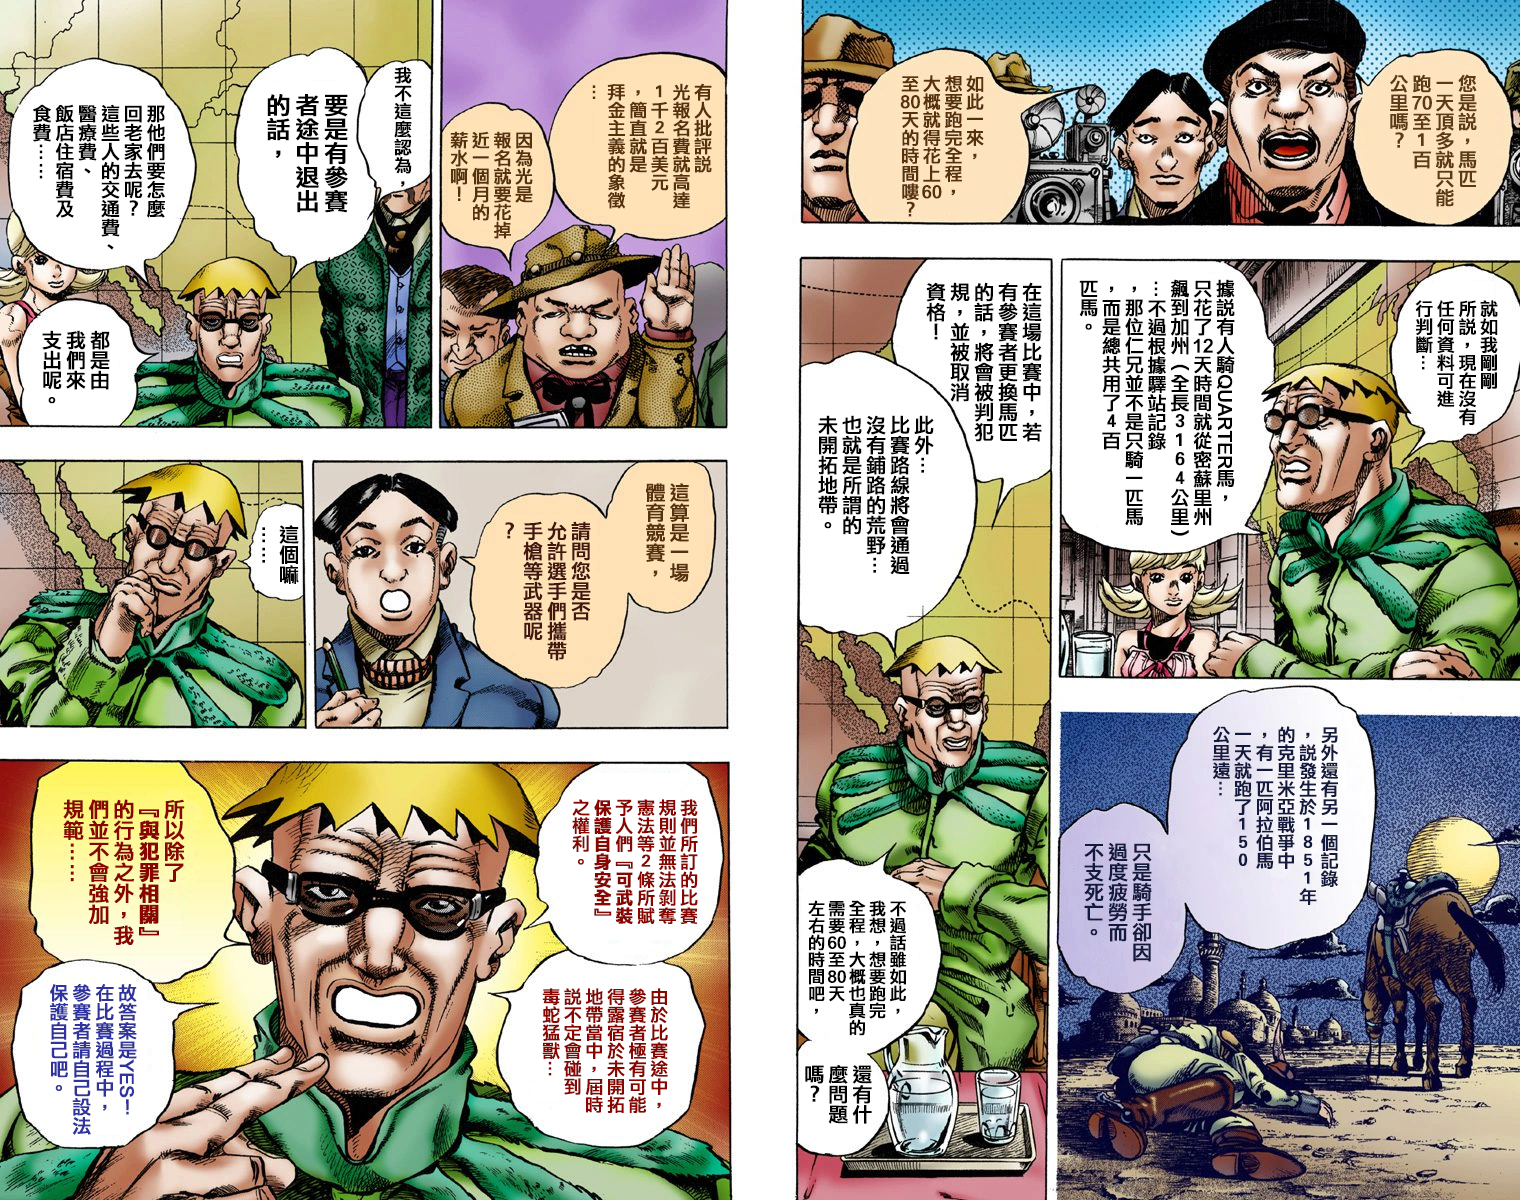 您是說，馬匹
一天頂多就只能
跑70至1百
公里嗎？
如此一來，
想要跑完全程，
大概就得花上60
至80天的時間嘍？
就如我剛剛
所說，現在沒有
任何資料可進
行判斷…
據說有人騎QUARTER馬，
只花了12天時間就從密蘇里州
飆到加州（全長3164公里）
…不過根據驛站記錄
，那位仁兄並不是只騎一匹馬
，而是總共用了4百
匹馬。
另外還有另一個記錄
，説發生於1851年
的克里米亞戰爭中
，有一匹阿拉伯馬
一天就跑了150
公里遠…
只是騎手卻因
過度疲勞而
不支死亡。
在這場比賽中，若
有參賽者更換馬匹
的話，將會被判犯
規，並被取消
資格！
此外…
比賽路線將會通過
沒有鋪路的荒野…
也就是所謂的
未開拓地帶。
不過話雖如此，
我想，想要跑完
全程，大概也真的
需要60至80天
左右的時間吧，
還有什
麼問題
嗎？
有人批評説
光報名費就高達
1千2百美元
，簡直就是
拜金主義的象徵
…
因為光是
報名就要花掉
近一個月的
薪水啊！
我不這麼認為，
要是有參賽
者途中退出
的話，
那他們要怎麼
回老家去呢？
這些人的交通費、
醫療費、
飯店住宿費及
食費……
都是由
我們來
支出呢。
這算是一場
體育競賽，
請問您是否
允許選手們攜帶
手槍等武器呢
？
這個嘛
……
我們所訂的比賽
規則並無法剝奪
憲法第2條所賦
予人們『可武裝
保護自身安全』
之權利。
由於比賽途中，
參賽者極有可能
得露宿於未開拓
地帶當中，屆時
說不定會碰到
毒蛇猛獸…
所以除了
『與犯罪相關』
的行為之外，我
們並不會強加
規範……
故答案是YES！
在比賽過程中，
參賽者請自己設法
保護自己吧。